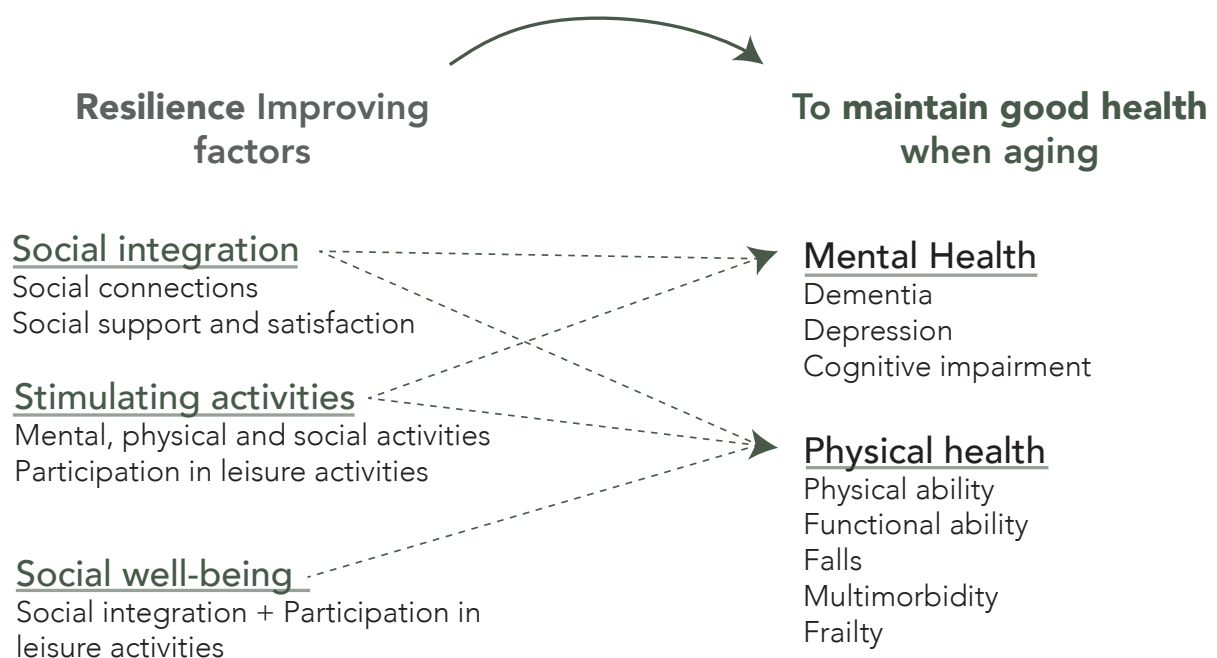 Resilience Improving
factors
To maintain good health
when aging
Social integration
Social connections
Social support and satisfaction
Stimulating activities
Mental, physical and social activities
Participation in leisure activities
Social well-being
Social integration + Participation in
leisure activities
Mental Health
Dementia
Depression
Cognitive impairment
Physical health
Physical ability
Functional ability
Falls
Multimorbidity
Frailty